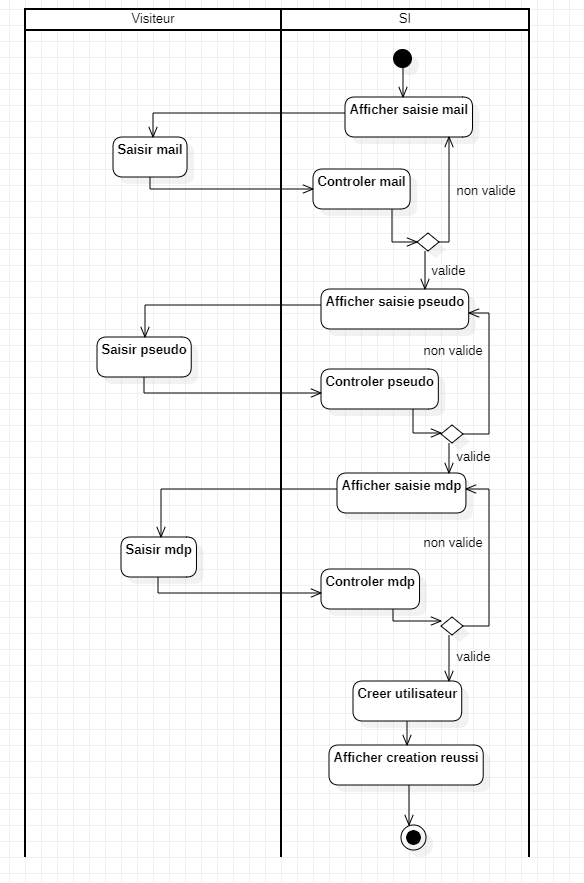 Visiteur
SI
Afficher saisie mail
Saisir mail
Controler mail
non valide
valide
Afficher saisie pseudo
Saisir pseudo
non valide
Controler pseudo
valide
Afficher saisie mdp
Saisir mdp
non valide
Controler mdp
valide
Creer utilisateur
Afficher creation reussi